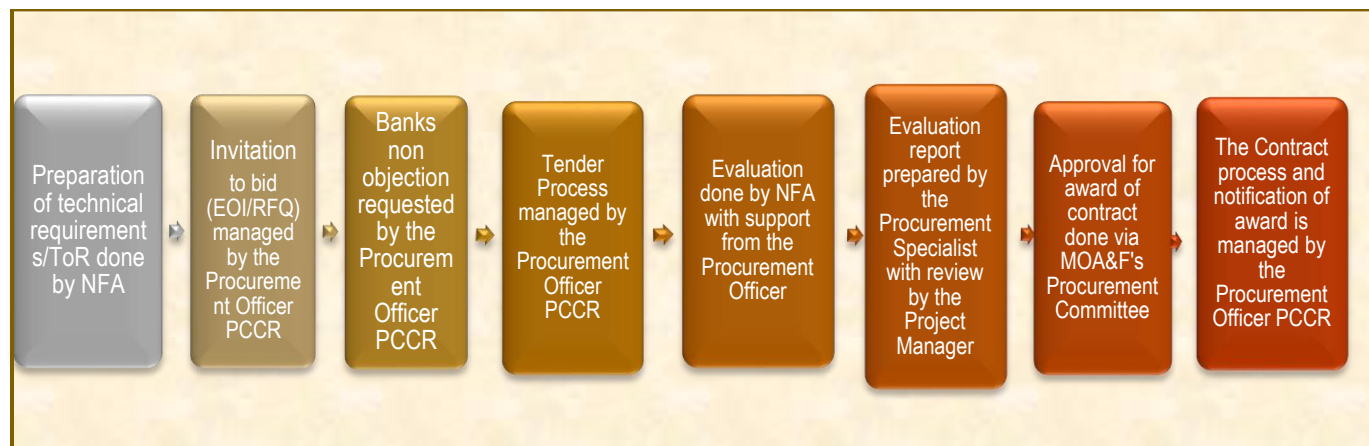 Preparation
of technical
requirement
s/ToR done
by NFA
Invitation
to bid
(EOI/RFQ)
managed
by the
Procureme
nt Officer
PCCR
Banks
non
objection
requested
by the
Procurem
ent
Officer
PCCR
Tender
Process
managed by
the
Procurement
Officer
PCCR
Evaluation
done by NFA
with support
from the
Procurement
Officer
Evaluation
report
prepared by
the
Procurement
Specialist
with review
by the
Project
Manager
Approval for
award of
contract
done via
MOA&F's
Procurement
Committee
The Contract
process and
notification of
award is
managed by
the
Procurement
Officer PCCR